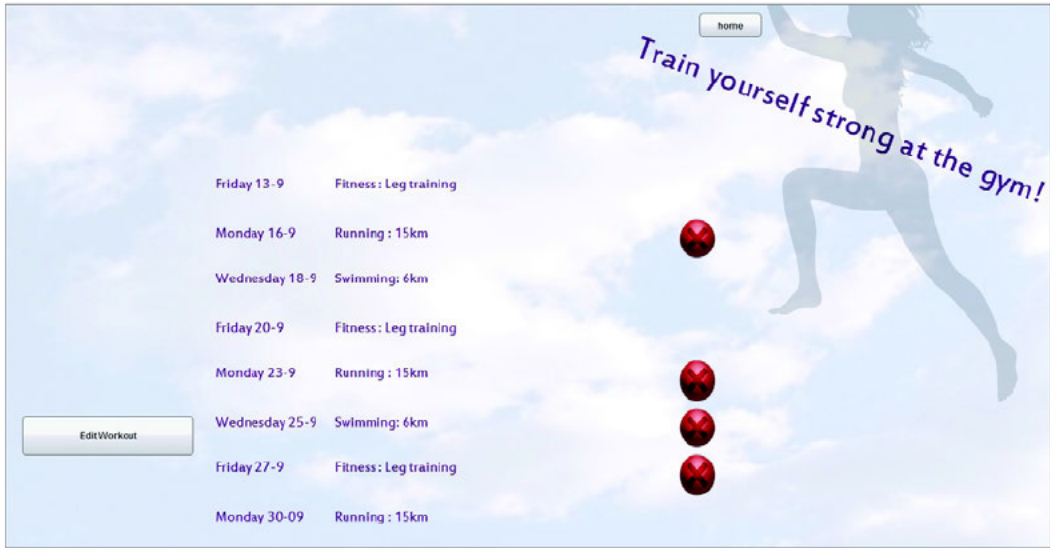 home
Train yourself strong at the gym!
Friday 13-9 Fitness: Leg training
Monday 16-9 Running : 15km
Wednesday 18-9 Swimming: 6km
Friday 20-9 Fitness: Leg training
Monday 23-9 Running : 15km
Wednesday 25-9 Swimming: 6km
Edit Workout
Friday 27-9 Fitness: Leg training
Monday 30-09 Running : 15km